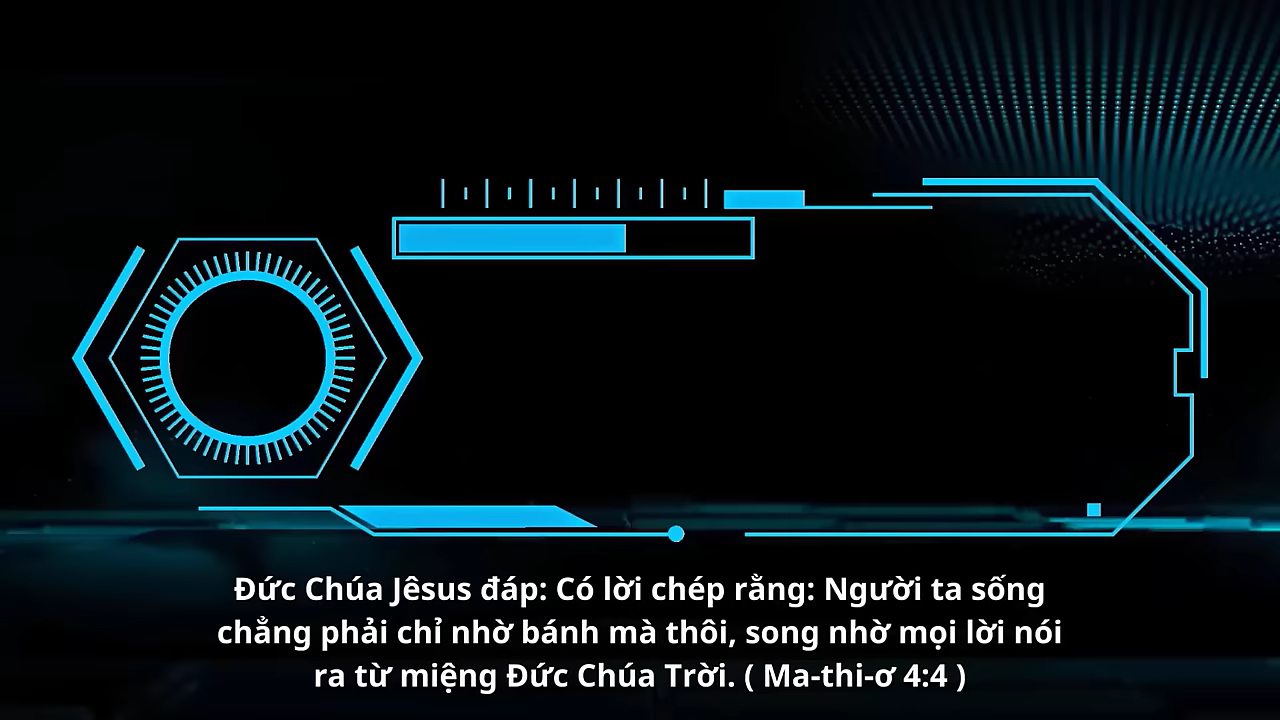 Đức Chúa Jêsus đáp: Có lời chép rằng: Người ta sống
chẳng phải chỉ nhờ bánh mà thôi, song nhờ mọi lời nói
ra từ miệng Đức Chúa Trời. ( Ma-thi-ơ 4:4 )